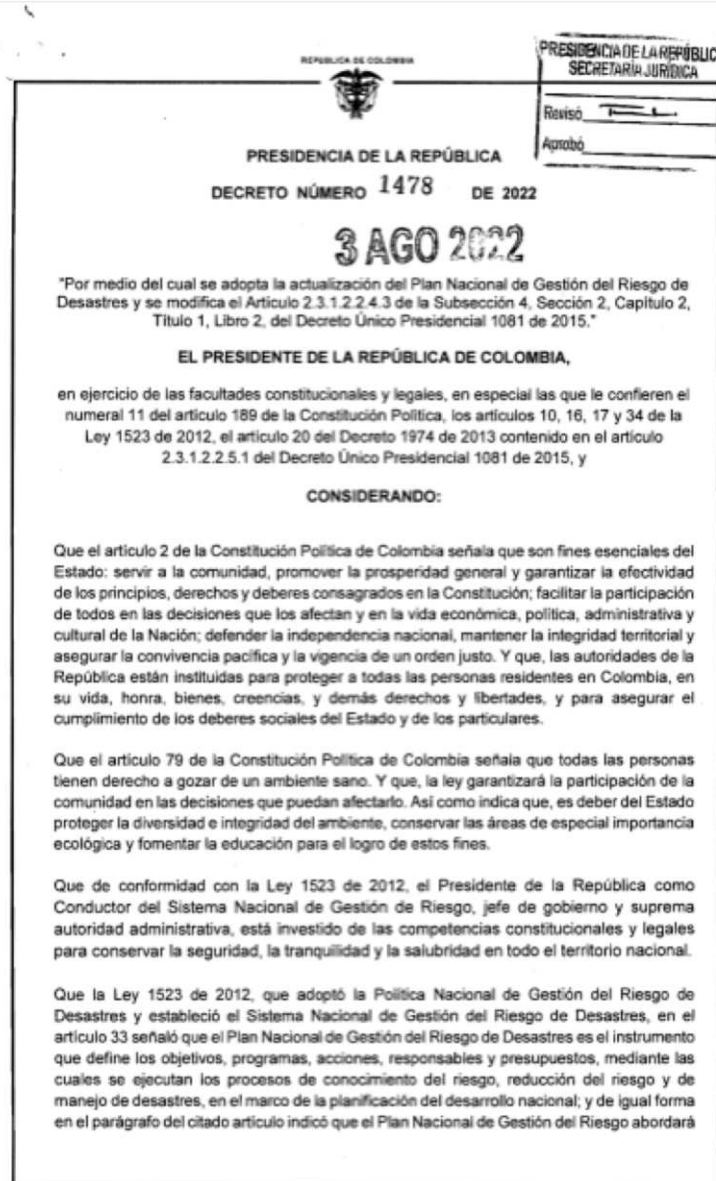 REPUBLICA DE COLOMBIA
PRESIDENCIA DE LA REPÚBLIC
SECRETARÍA JURÍDICA
Revisó
Aprobó
PRESIDENCIA DE LA REPÚBLICA
DECRETO NÚMERO 1478 DE 2022
3 AGO 2022
"Por medio del cual se adopta la actualización del Plan Nacional de Gestión del Riesgo de
Desastres y se modifica el Artículo 2.3.1.2.2.4.3 de la Subsección 4, Sección 2, Capítulo 2,
Título 1, Libro 2, del Decreto Único Presidencial 1081 de 2015."
EL PRESIDENTE DE LA REPÚBLICA DE COLOMBIA,
en ejercicio de las facultades constitucionales y legales, en especial las que le confieren el
numeral 11 del artículo 189 de la Constitución Política, los artículos 10, 16, 17 y 34 de la
Ley 1523 de 2012, el artículo 20 del Decreto 1974 de 2013 contenido en el artículo
2.3.1.2.2.5.1 del Decreto Único Presidencial 1081 de 2015, y
CONSIDERANDO:
Que el artículo 2 de la Constitución Política de Colombia señala que son fines esenciales del
Estado: servir a la comunidad, promover la prosperidad general y garantizar la efectividad
de los principios, derechos y deberes consagrados en la Constitución; facilitar la participación
de todos en las decisiones que los afectan y en la vida económica, política, administrativa y
cultural de la Nación; defender la independencia nacional, mantener la integridad territorial y
asegurar la convivencia pacífica y la vigencia de un orden justo. Y que, las autoridades de la
República están instituidas para proteger a todas las personas residentes en Colombia, en
su vida, honra, bienes, creencias, y demás derechos y libertades, y para asegurar el
cumplimiento de los deberes sociales del Estado y de los particulares.
Que el artículo 79 de la Constitución Política de Colombia señala que todas las personas
tienen derecho a gozar de un ambiente sano. Y que, la ley garantizará la participación de la
comunidad en las decisiones que puedan afectarlo. Así como indica que, es deber del Estado
proteger la diversidad e integridad del ambiente, conservar las áreas de especial importancia
ecológica y fomentar la educación para el logro de estos fines.
Que de conformidad con la Ley 1523 de 2012, el Presidente de la República como
Conductor del Sistema Nacional de Gestión de Riesgo, jefe de gobierno y suprema
autoridad administrativa, está investido de las competencias constitucionales y legales
para conservar la seguridad, la tranquilidad y la salubridad en todo el territorio nacional.
Que la Ley 1523 de 2012, que adoptó la Política Nacional de Gestión del Riesgo de
Desastres y estableció el Sistema Nacional de Gestión del Riesgo de Desastres, en el
artículo 33 señaló que el Plan Nacional de Gestión del Riesgo de Desastres es el instrumento
que define los objetivos, programas, acciones, responsables y presupuestos, mediante las
cuales se ejecutan los procesos de conocimiento del riesgo, reducción del riesgo y de
manejo de desastres, en el marco de la planificación del desarrollo nacional; y de igual forma
en el parágrafo del citado artículo indicó que el Plan Nacional de Gestión del Riesgo abordará